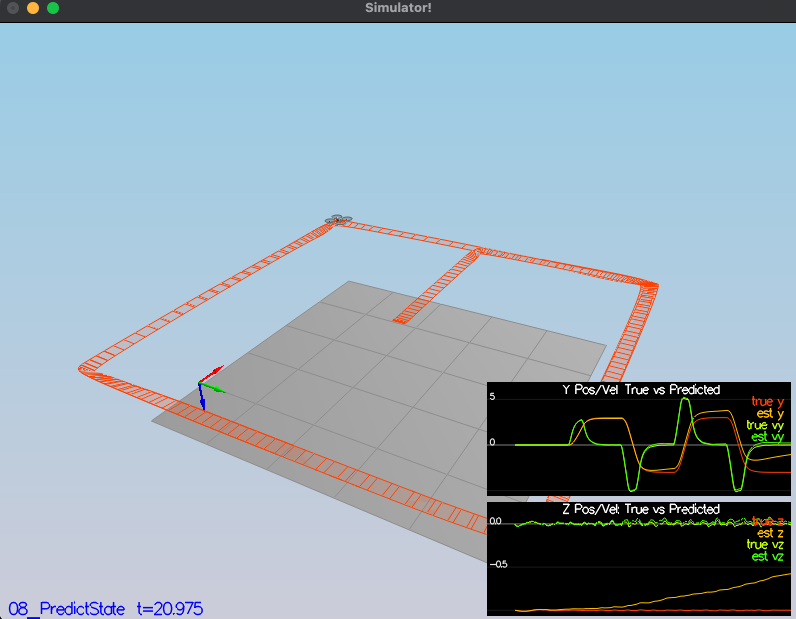 Simulator!
Y Pos/Vel True vs Predicted
5
true y
est y
true vy
0
est vy
Z Pos/Vel: True vs Predicted
0.0
true z
est z
true vz
-0.5
est vz
08_PredictState t=20.975